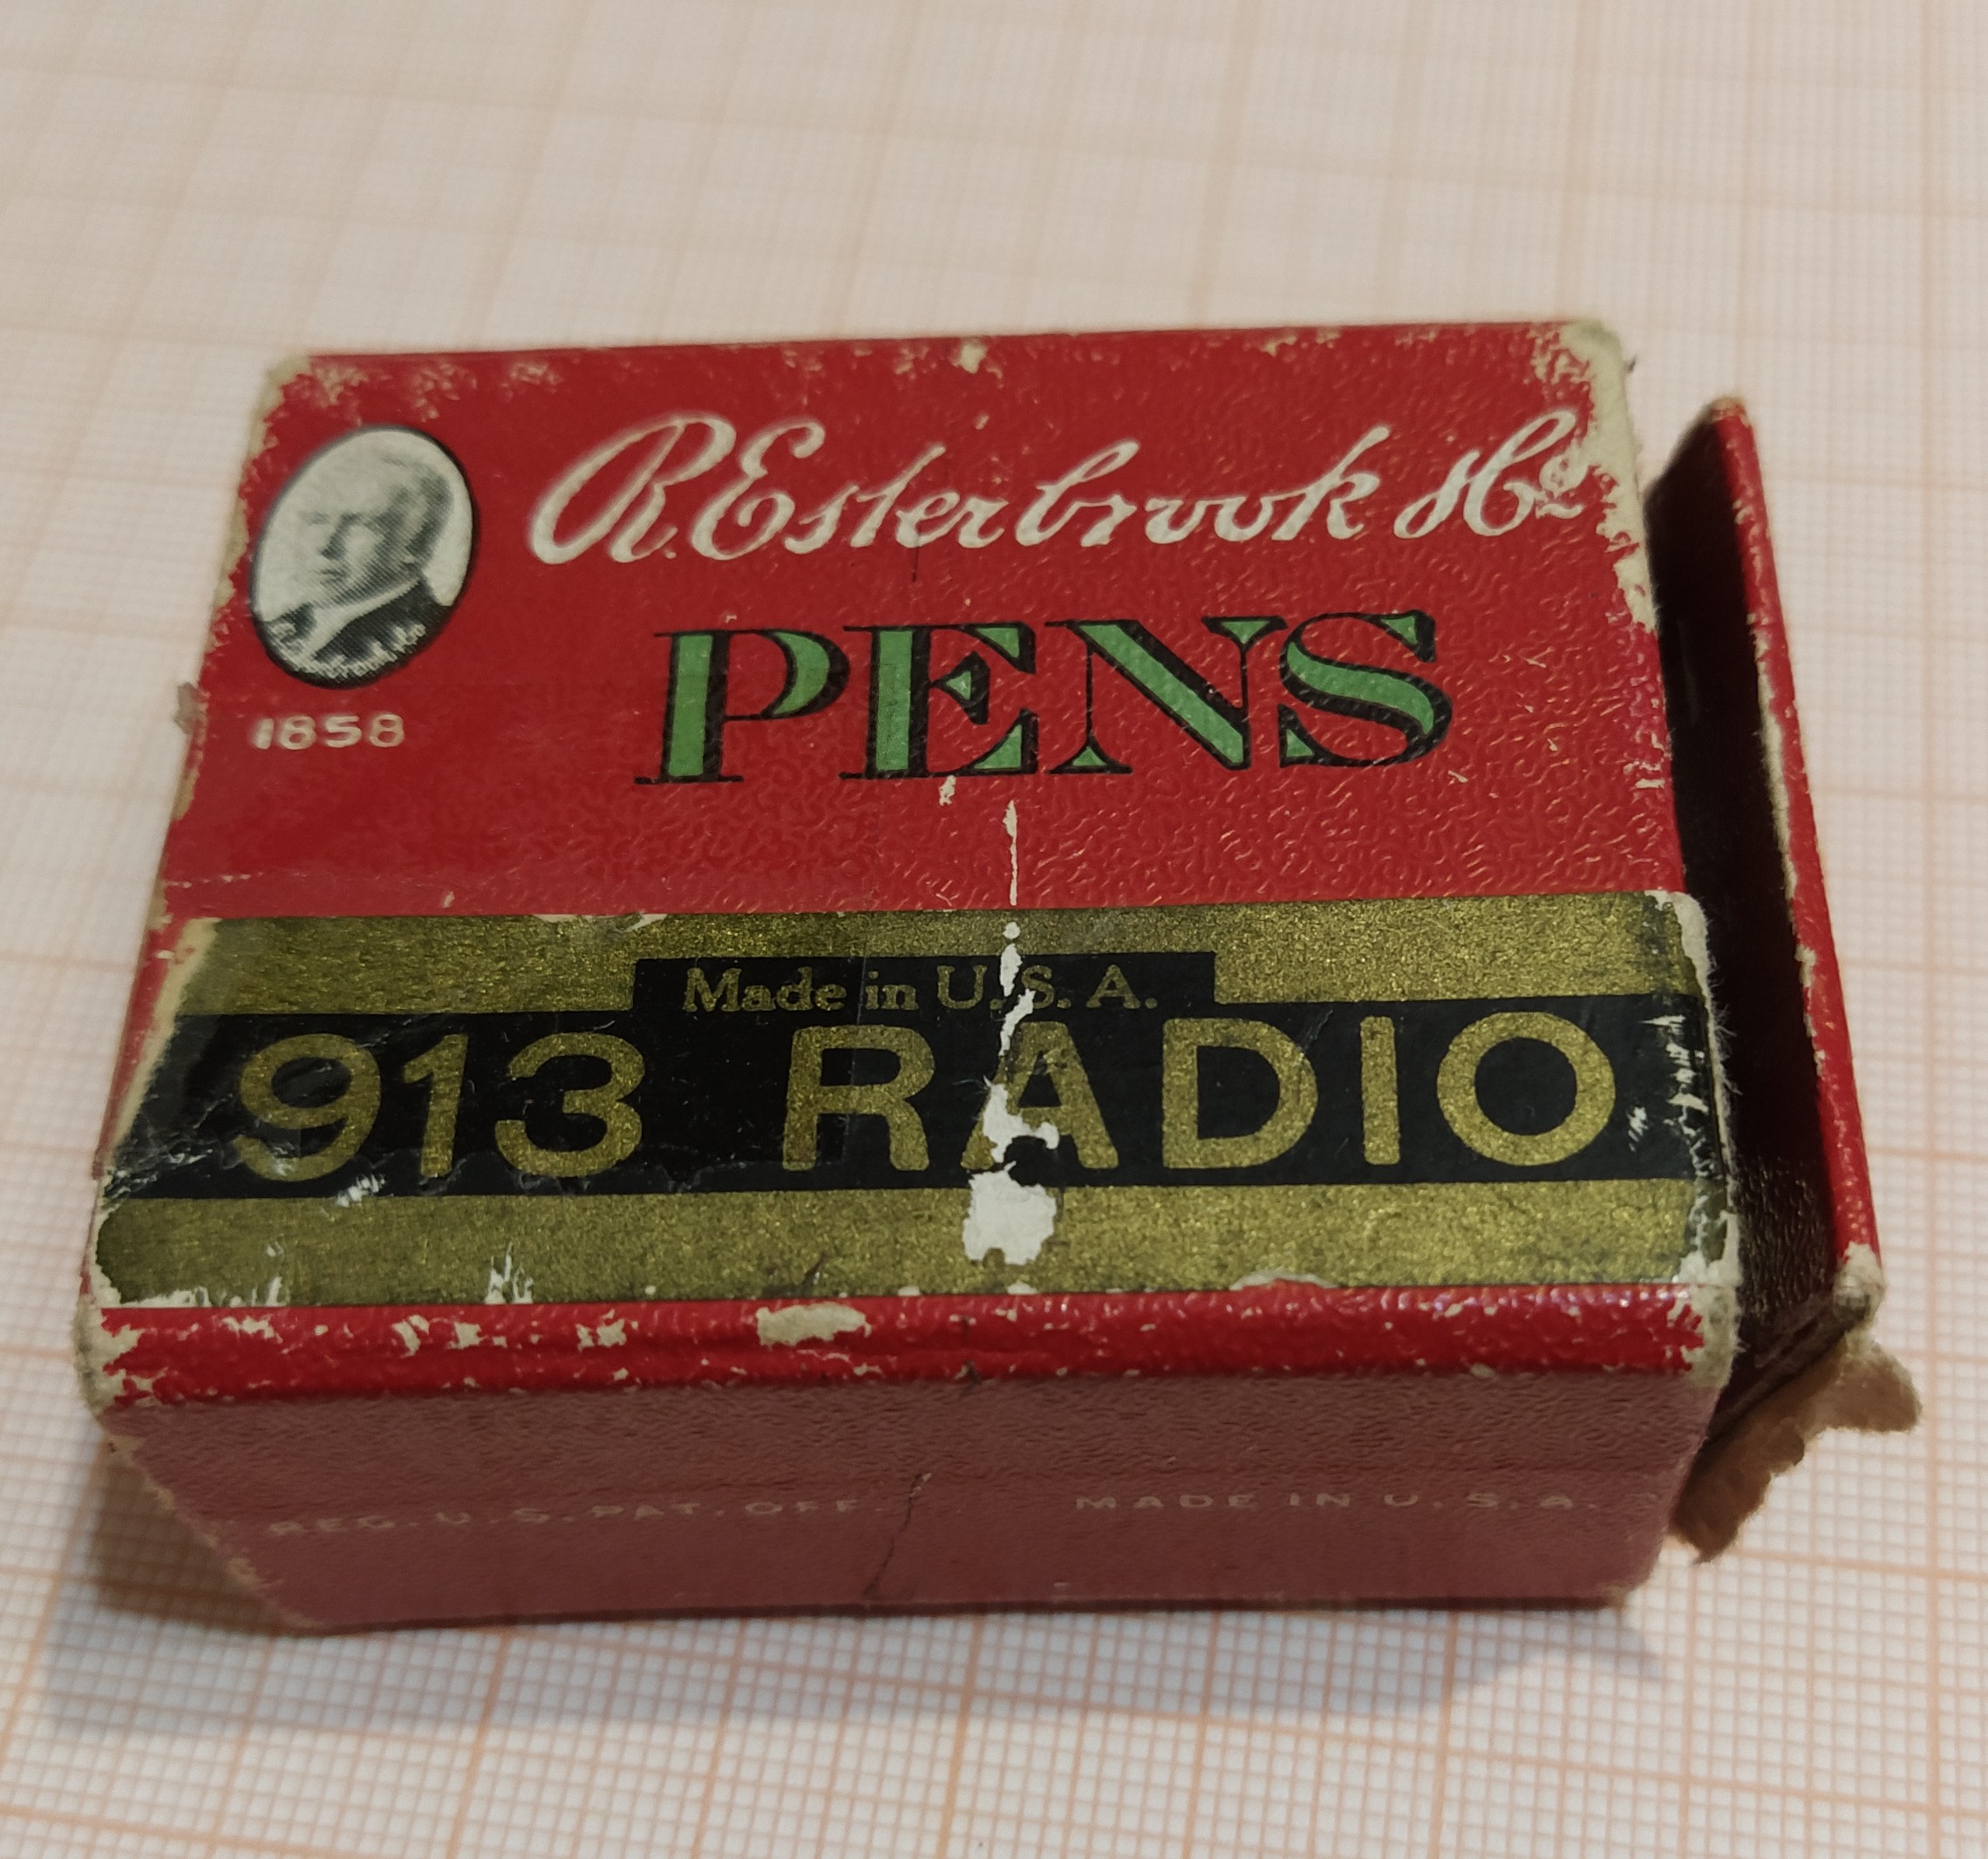 R. Esterbrook & Co
PENS
1858
Made in U.S.A.
913 RADIO
REG. U.S. PAT. OFF. MADE IN U.S.A.